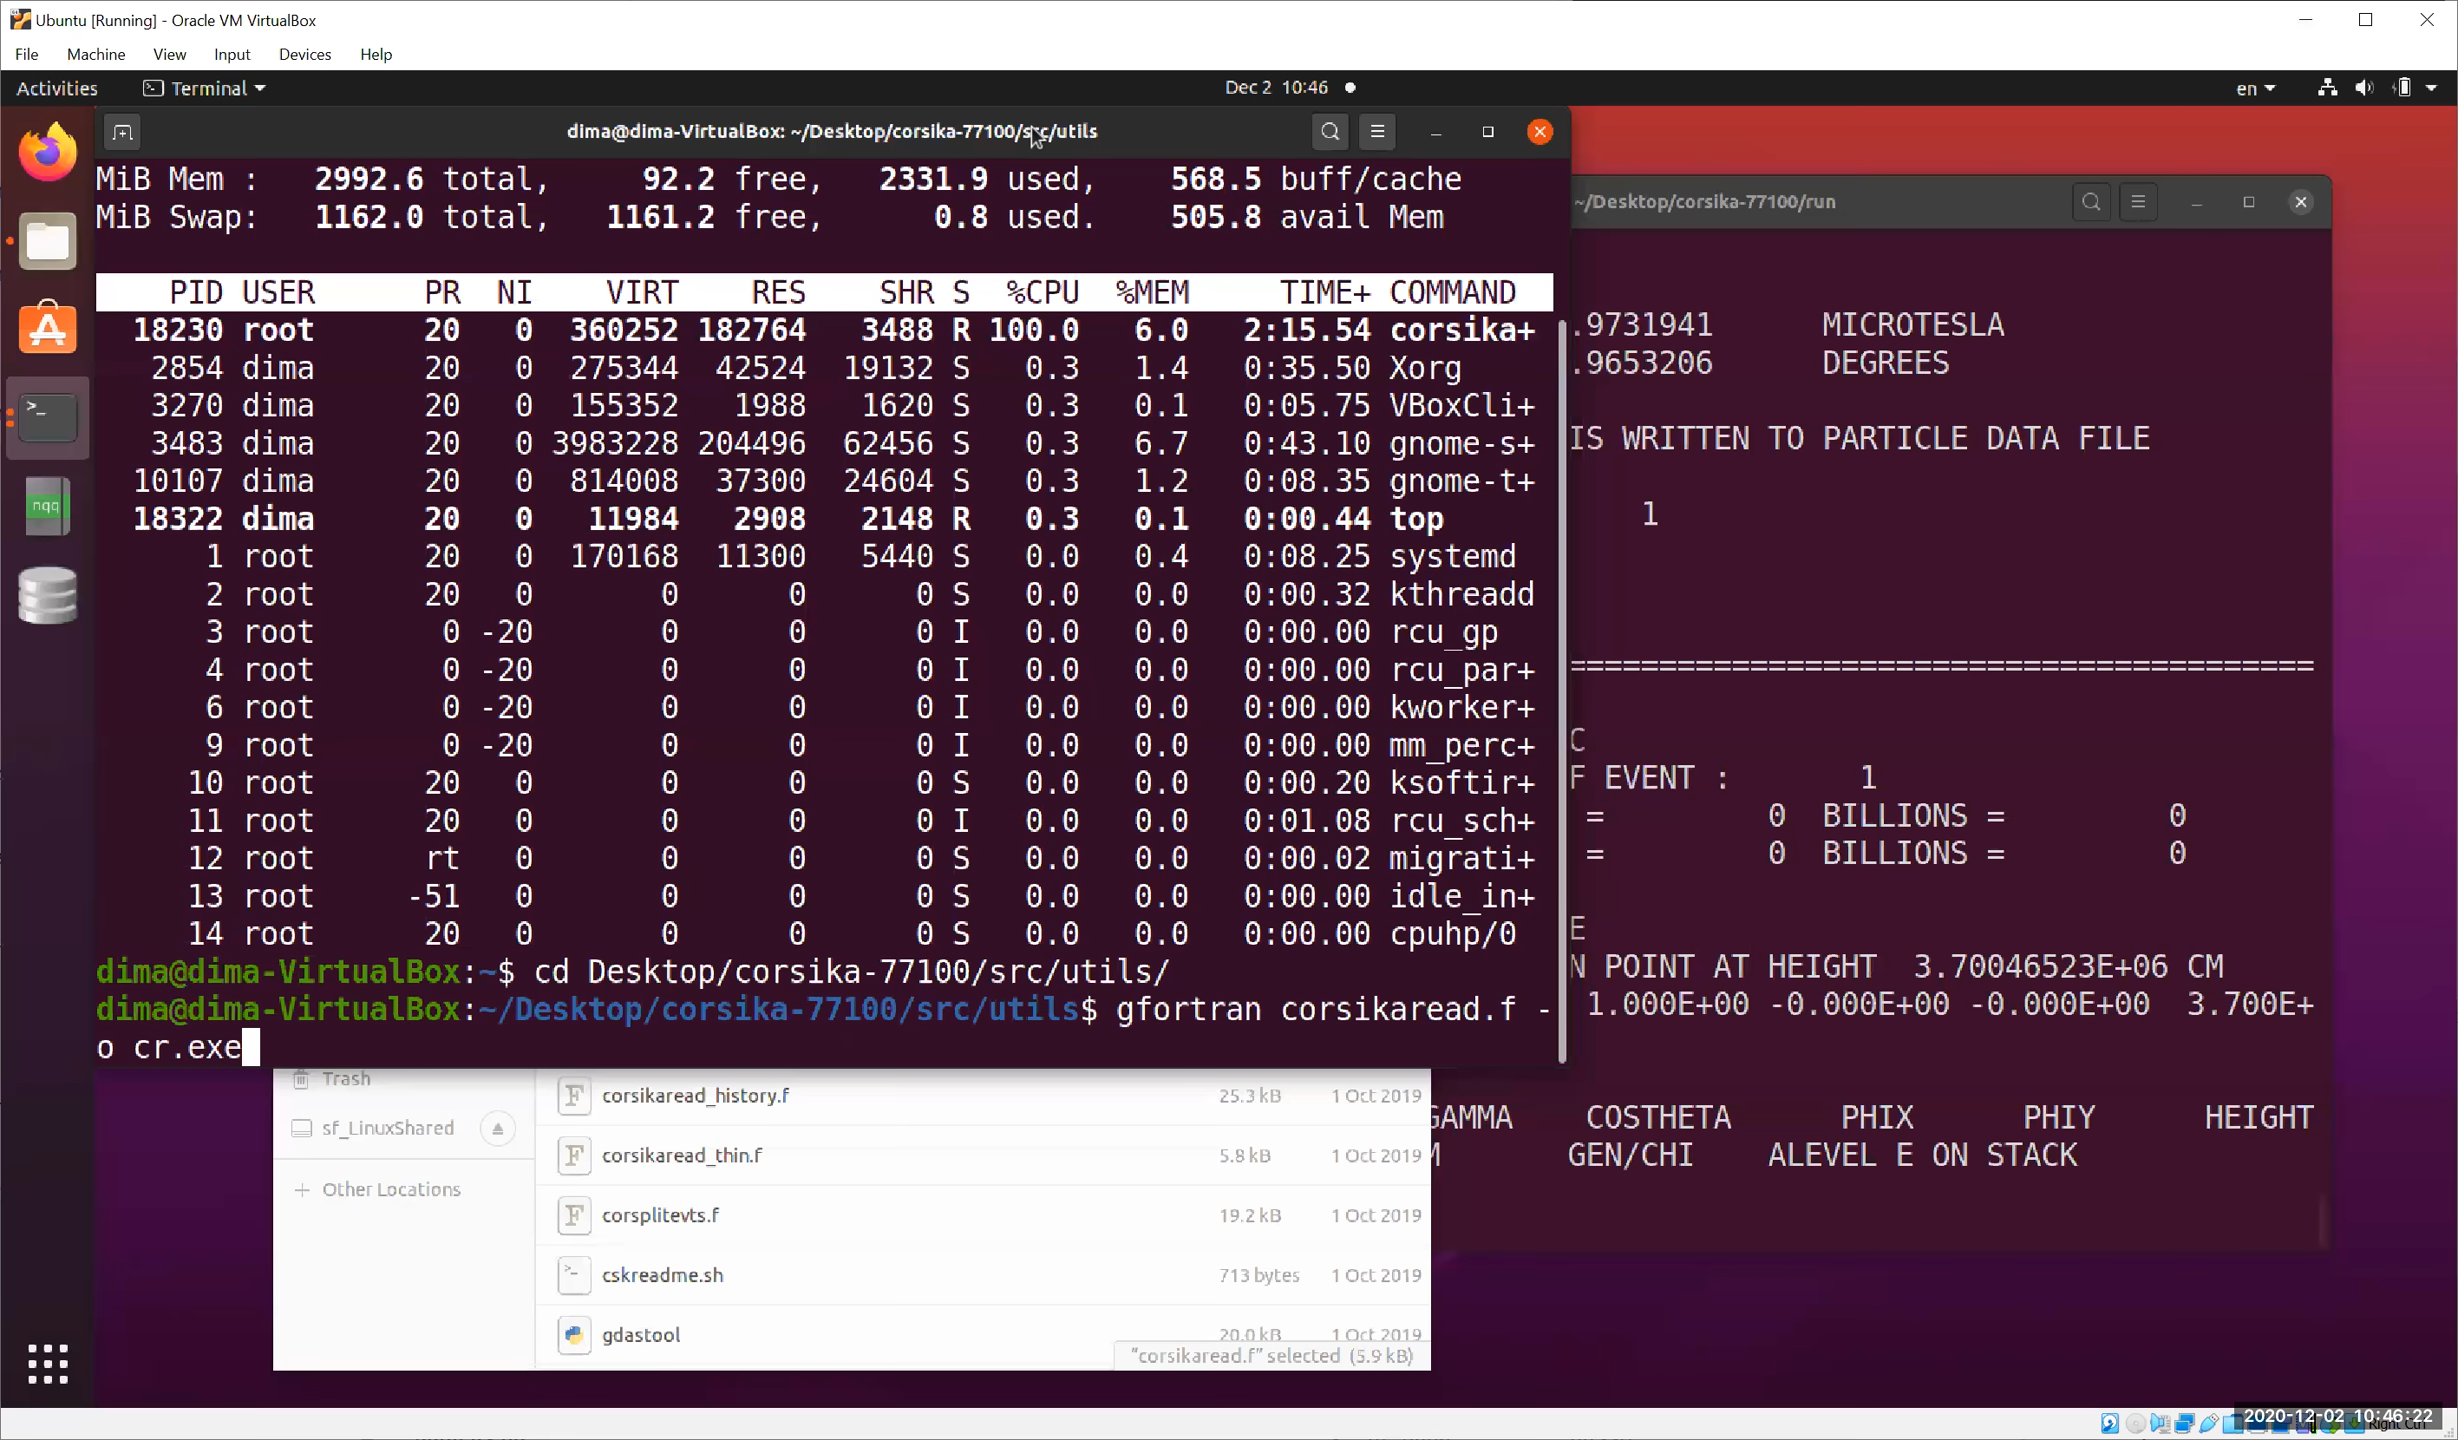 Ubuntu [Running] - Oracle VM VirtualBox
File Machine View Input Devices Help
Activities Terminal Dec 2 10:46 en
dima@dima-VirtualBox: ~/Desktop/corsika-77100/src/utils
MiB Mem : 2992.6 total, 92.2 free, 2331.9 used, 568.5 buff/cache
MiB Swap: 1162.0 total, 1161.2 free, 0.8 used. 505.8 avail Mem
PID USER PR NI VIRT RES SHR S %CPU %MEM TIME+ COMMAND
18230 root 20 0 360252 182764 3488 R 100.0 6.0 2:15.54 corsika+
2854 dima 20 0 275344 42524 19132 S 0.3 1.4 0:35.50 Xorg
3270 dima 20 0 155352 1988 1620 S 0.3 0.1 0:05.75 VBoxCli+
3483 dima 20 0 3983228 204496 62456 S 0.3 6.7 0:43.10 gnome-s+
10107 dima 20 0 814008 37300 24604 S 0.3 1.2 0:08.35 gnome-t+
18322 dima 20 0 11984 2908 2148 R 0.3 0.1 0:00.44 top
1 root 20 0 170168 11300 5440 S 0.0 0.4 0:08.25 systemd
2 root 20 0 0 0 0 S 0.0 0.0 0:00.32 kthreadd
3 root 0 -20 0 0 0 I 0.0 0.0 0:00.00 rcu_gp
4 root 0 -20 0 0 0 I 0.0 0.0 0:00.00 rcu_par+
6 root 0 -20 0 0 0 I 0.0 0.0 0:00.00 kworker+
9 root 0 -20 0 0 0 I 0.0 0.0 0:00.00 mm_perc+
10 root 20 0 0 0 0 S 0.0 0.0 0:00.20 ksoftir+
11 root 20 0 0 0 0 I 0.0 0.0 0:01.08 rcu_sch+
12 root rt 0 0 0 0 S 0.0 0.0 0:00.02 migrati+
13 root -51 0 0 0 0 S 0.0 0.0 0:00.00 idle_in+
14 root 20 0 0 0 0 S 0.0 0.0 0:00.00 cpuhp/0
dima@dima-VirtualBox:~$ cd Desktop/corsika-77100/src/utils/
dima@dima-VirtualBox:~/Desktop/corsika-77100/src/utils$ gfortran corsikaread.f -
o cr.exe
~/Desktop/corsika-77100/run
.9731941 MICROTESLA
.9653206 DEGREES
IS WRITTEN TO PARTICLE DATA FILE
1
=========================================
C
F EVENT : 1
= 0 BILLIONS = 0
= 0 BILLIONS = 0
E
N POINT AT HEIGHT 3.70046523E+06 CM
1.000E+00 -0.000E+00 -0.000E+00 3.700E+
GAMMA COSTHETA PHIX PHIY HEIGHT
M GEN/CHI ALEVEL E ON STACK
nqq
Trash
sf_LinuxShared
+ Other Locations
corsikaread_history.f 25.3 kB 1 Oct 2019
corsikaread_thin.f 5.8 kB 1 Oct 2019
corsplitevts.f 19.2 kB 1 Oct 2019
cskreadme.sh 713 bytes 1 Oct 2019
gdastool 20.0 kB 1 Oct 2019
"corsikaread.f" selected (5.9 kB)
2020-12-02 10:46:22